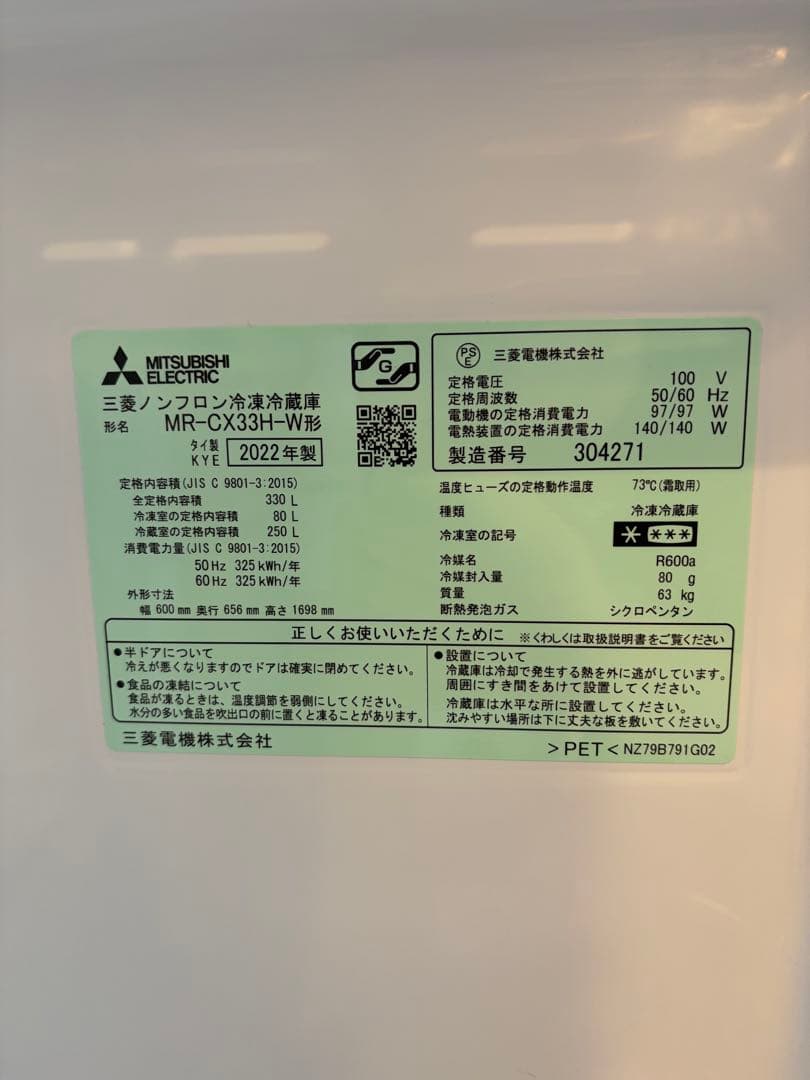 MITSUBISHI
ELECTRIC
G
三菱ノンフロン冷凍冷蔵庫
形名 MR-CX33H-W形
タイ製
KYE 2022年製
PSE 三菱電機株式会社
定格電圧 100 V
定格周波数 50/60 Hz
電動機の定格消費電力 97/97 W
電熱装置の定格消費電力 140/140 W
製造番号 304271
定格内容積(JIS C 9801-3:2015)
全定格内容積 330 L
冷凍室の定格内容積 80 L
冷蔵室の定格内容積 250 L
消費電力量(JIS C 9801-3:2015)
50Hz 325kWh/年
60Hz 325kWh/年
外形寸法
幅 600 mm 奥行 656 mm 高さ 1698 mm
温度ヒューズの定格動作温度 73℃(霜取用)
種類 冷凍冷蔵庫
冷凍室の記号 * ***
冷媒名 R600a
冷媒封入量 80 g
質量 63 kg
断熱発泡ガス シクロペンタン
正しくお使いいただくために ※くわしくは取扱説明書をご覧ください
●半ドアについて
冷えが悪くなりますのでドアは確実に閉めてください。
●食品の凍結について
食品が凍るときは、温度調節を弱側にしてください。
水分の多い食品を吹出口の前に置くと凍ることがあります。
●設置について
冷蔵庫は冷却で発生する熱を外に逃がしています。
周囲にすき間をあけて設置してください。
冷蔵庫は水平な所に設置してください。
沈みやすい場所は下に丈夫な板を敷いてください。
三菱電機株式会社
>PET< NZ79B791G02